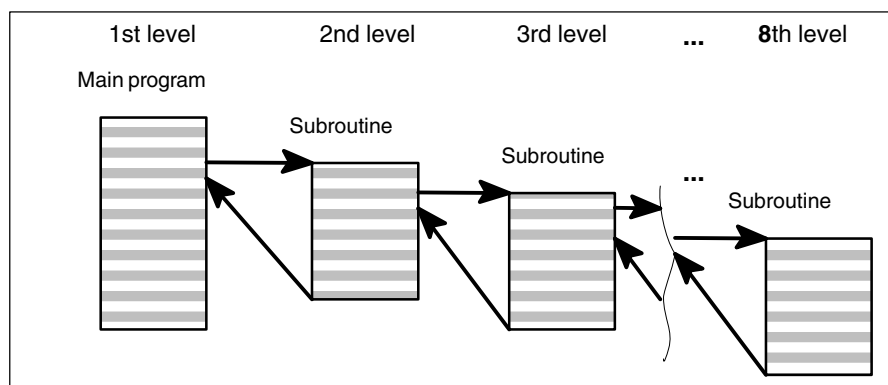 1st level 2nd level 3rd level ... 8th level
Main program
Subroutine
Subroutine
...
Subroutine